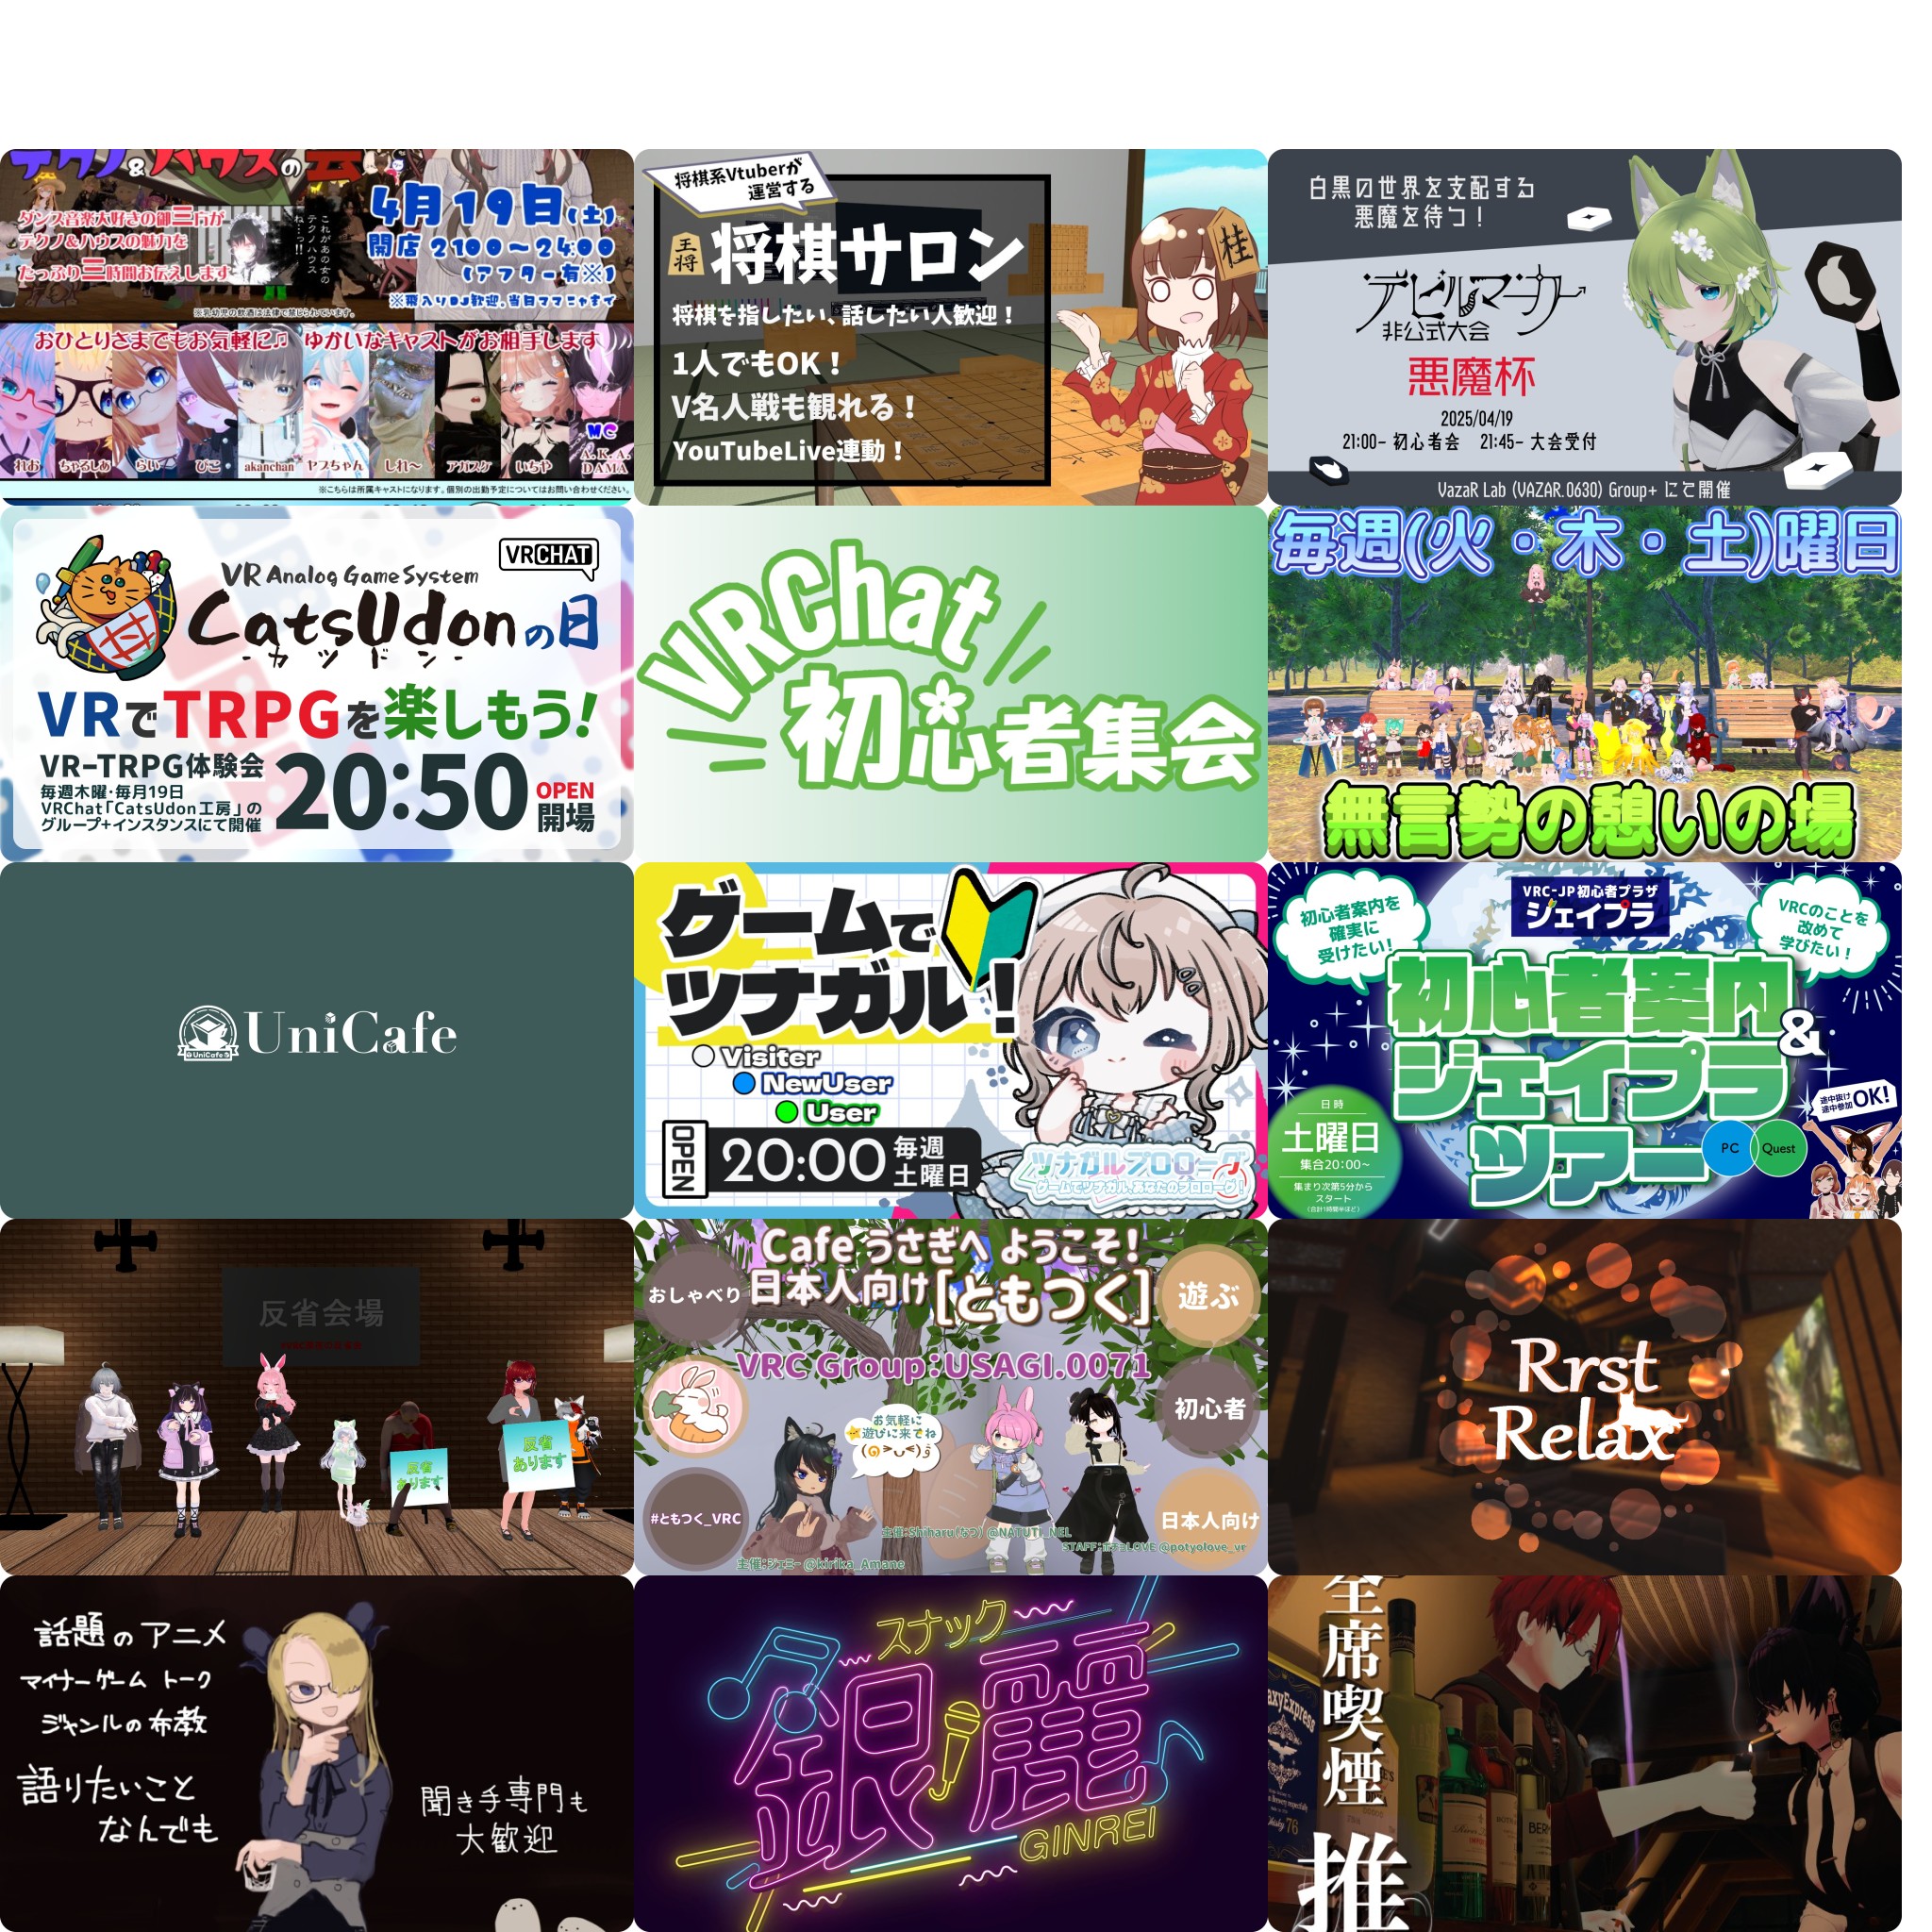 テクノ&ハウスの会
ダンス音楽大好きの御三方が
テクノ&ハウスの魅力を
たっぷり三時間お伝えします
これがあの女の
テクノハウス
ね…っ!!
4月19日(土)
開店 21:00〜24:00
(アフター有※)
※飛入りDJ歓迎、当日ママニャまで
※乳幼児の飲酒は法律で禁じられています。
おひとりさまでもお気軽に♫ ゆかいなキャストがお相手します
れお
ちゃるしあ
らい
ぴこ
akanchan
ヤブちゃん
しれ〜
アガスケ
いちや
MC
A.K.A.
DAMA
※こちらは所属キャストになります。個別の出勤予定についてはお問い合わせください。
将棋系Vtuberが
運営する
王将
将棋サロン
桂
将棋を指したい、話したい人歓迎!
1人でもOK!
V名人戦も観れる!
YouTubeLive連動!
白黒の世界を支配する
悪魔を待つ!
デビルマーカー
非公式大会
悪魔杯
2025/04/19
21:00- 初心者会 21:45- 大会受付
VazaR Lab (VAZAR.0630) Group+ にて開催
VRCHAT
VR Analog Game System
CatsUdonの日
-カツドン-
VRでTRPGを楽しもう!
VR-TRPG体験会
毎週木曜・毎月19日
VRChat「CatsUdon工房」の
グループ+インスタンスにて開催
20:50
OPEN
開場
VRChat
初心者集会
毎週(火・木・土)曜日
無言勢の憩いの場
UniCafe
UniCafe
ゲームで
ツナガル!
Visiter
NewUser
User
OPEN
20:00
毎週
土曜日
ツナガルプロローグ
ゲームでツナガル、あなたのプロローグ!
VRC-JP初心者プラザ
ジェイプラ
初心者案内を
確実に
受けたい!
VRCのことを
改めて
学びたい!
初心者案内
&
ジェイプラ
ツアー
日時
土曜日
集合20:00~
集まり次第5分から
スタート
(合計1時間半ほど)
途中抜け
途中参加
OK!
PC
Quest
反省会場
反省
あります
反省
あります
Cafe うさぎへ ようこそ!
日本人向け[ともつく]
おしゃべり
遊ぶ
VRC Group:USAGI.0071
初心者
お気軽に
遊びに来てね
#ともつく_VRC
日本人向け
主催:Shiharu(なつ) @NATUTI_NEL
STAFF:ポチョLOVE @potyolove_vr
主催:ジェミー @kirika_Amane
Rrst
Relax
話題のアニメ
マイナーゲーム トーク
ジャンルの布教
語りたいこと
なんでも
聞き手専門も
大歓迎
スナック
銀麗
GINREI
全席喫煙
推